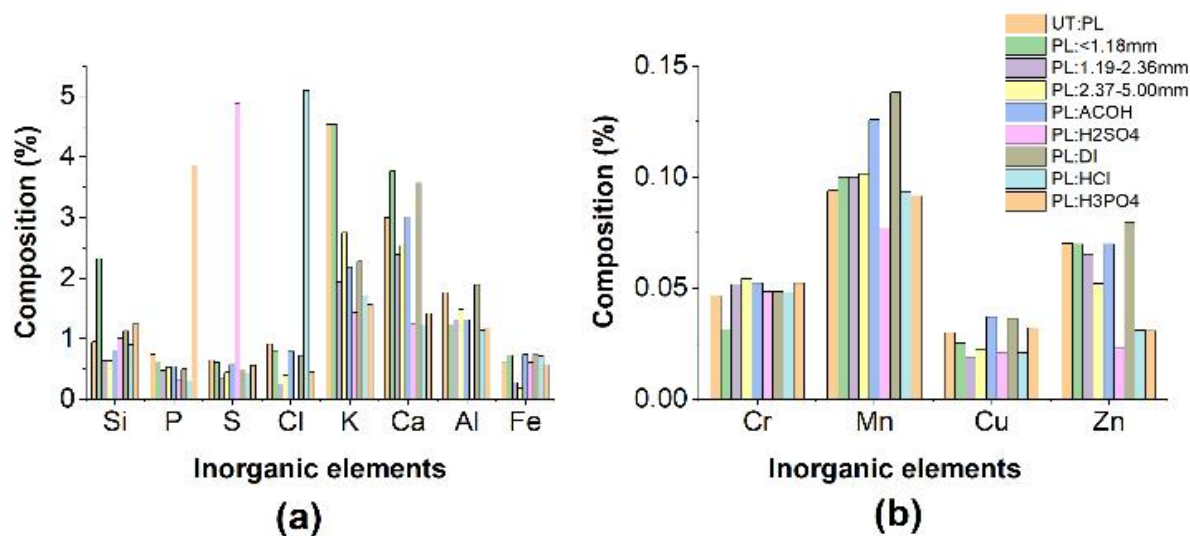 Composition (%)
5
4
3
2
1
0
Si P S Cl K Ca Al Fe
Inorganic elements
(a)
Composition (%)
0.15
0.10
0.05
0.00
Cr Mn Cu Zn
Inorganic elements
(b)
UT:PL
PL:<1.18mm
PL:1.19-2.36mm
PL:2.37-5.00mm
PL:ACOH
PL:H2SO4
PL:DI
PL:HCl
PL:H3PO4